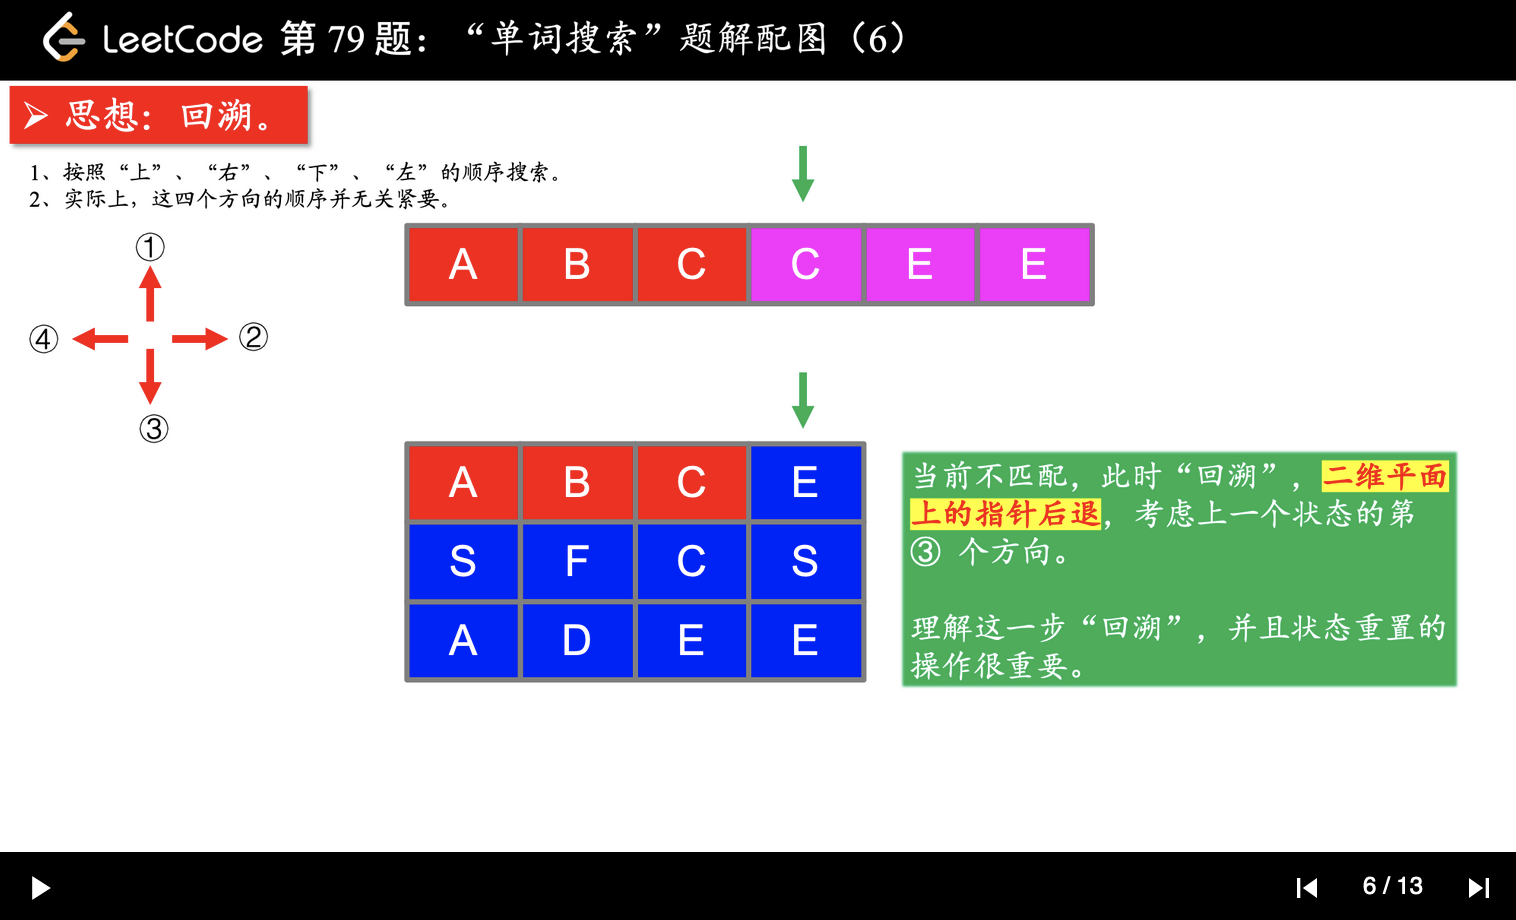 LeetCode 第 79 题：“单词搜索”题解配图（6）
思想：回溯。
1、按照“上”、“右”、“下”、“左”的顺序搜索。
2、实际上，这四个方向的顺序并无关紧要。
①
④ ②
③
A B C C E E
A B C E
S F C S
A D E E
当前不匹配，此时“回溯”，二维平面
上的指针后退，考虑上一个状态的第
③ 个方向。
理解这一步“回溯”，并且状态重置的
操作很重要。
6 / 13